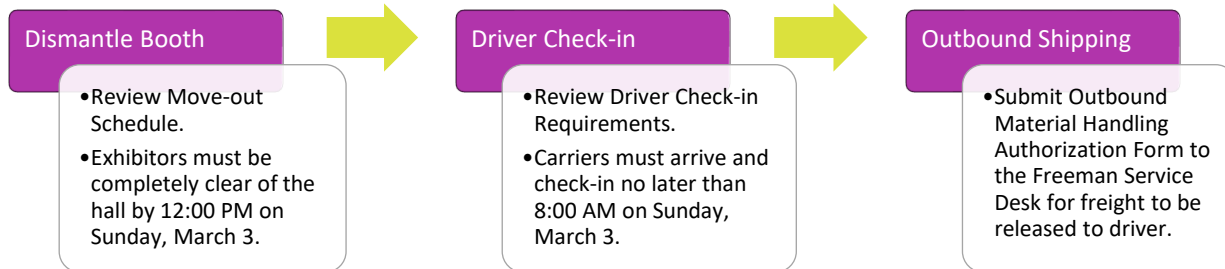 Dismantle Booth
•Review Move-out
Schedule.
•Exhibitors must be
completely clear of the
hall by 12:00 PM on
Sunday, March 3.
Driver Check-in
•Review Driver Check-in
Requirements.
•Carriers must arrive and
check-in no later than
8:00 AM on Sunday,
March 3.
Outbound Shipping
•Submit Outbound
Material Handling
Authorization Form to
the Freeman Service
Desk for freight to be
released to driver.